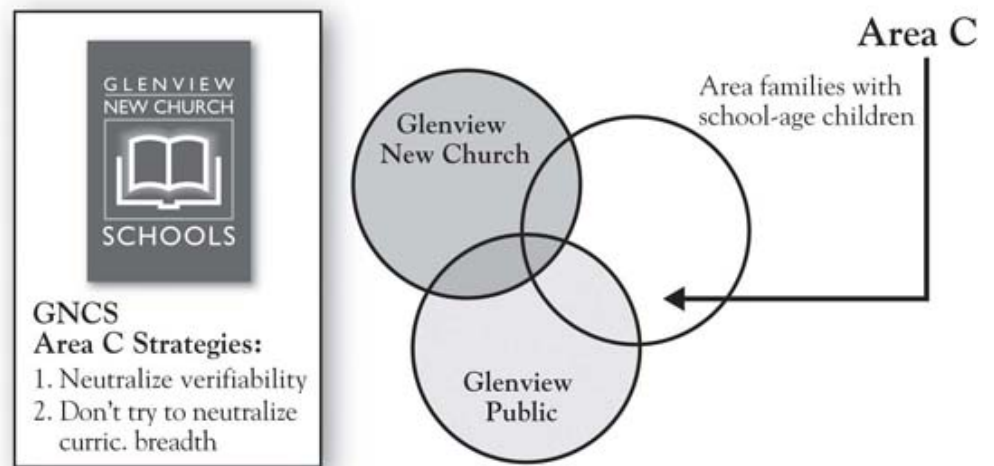 GLENVIEW
NEW CHURCH
SCHOOLS
GNCS
Area C Strategies:
1. Neutralize verifiability
2. Don't try to neutralize
curric. breadth
Area C
Area families with
school-age children
Glenview
New Church
Glenview
Public